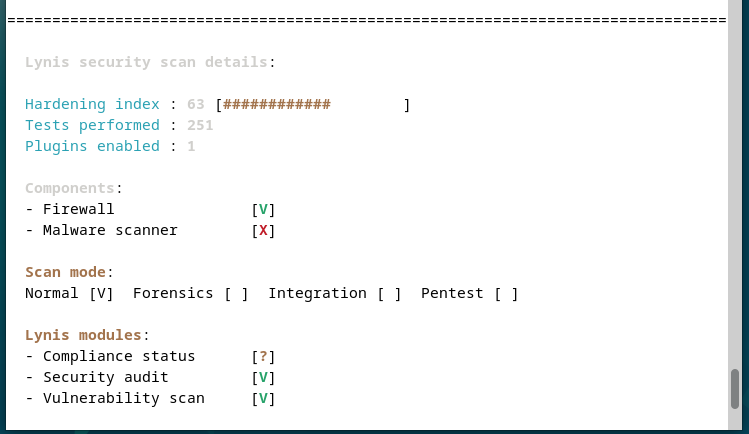 ================================================================================
Lynis security scan details:
Hardening index : 63 [############        ]
Tests performed : 251
Plugins enabled : 1
Components:
- Firewall               [V]
- Malware scanner        [X]
Scan mode:
Normal [V]  Forensics [ ]  Integration [ ]  Pentest [ ]
Lynis modules:
- Compliance status      [?]
- Security audit         [V]
- Vulnerability scan     [V]